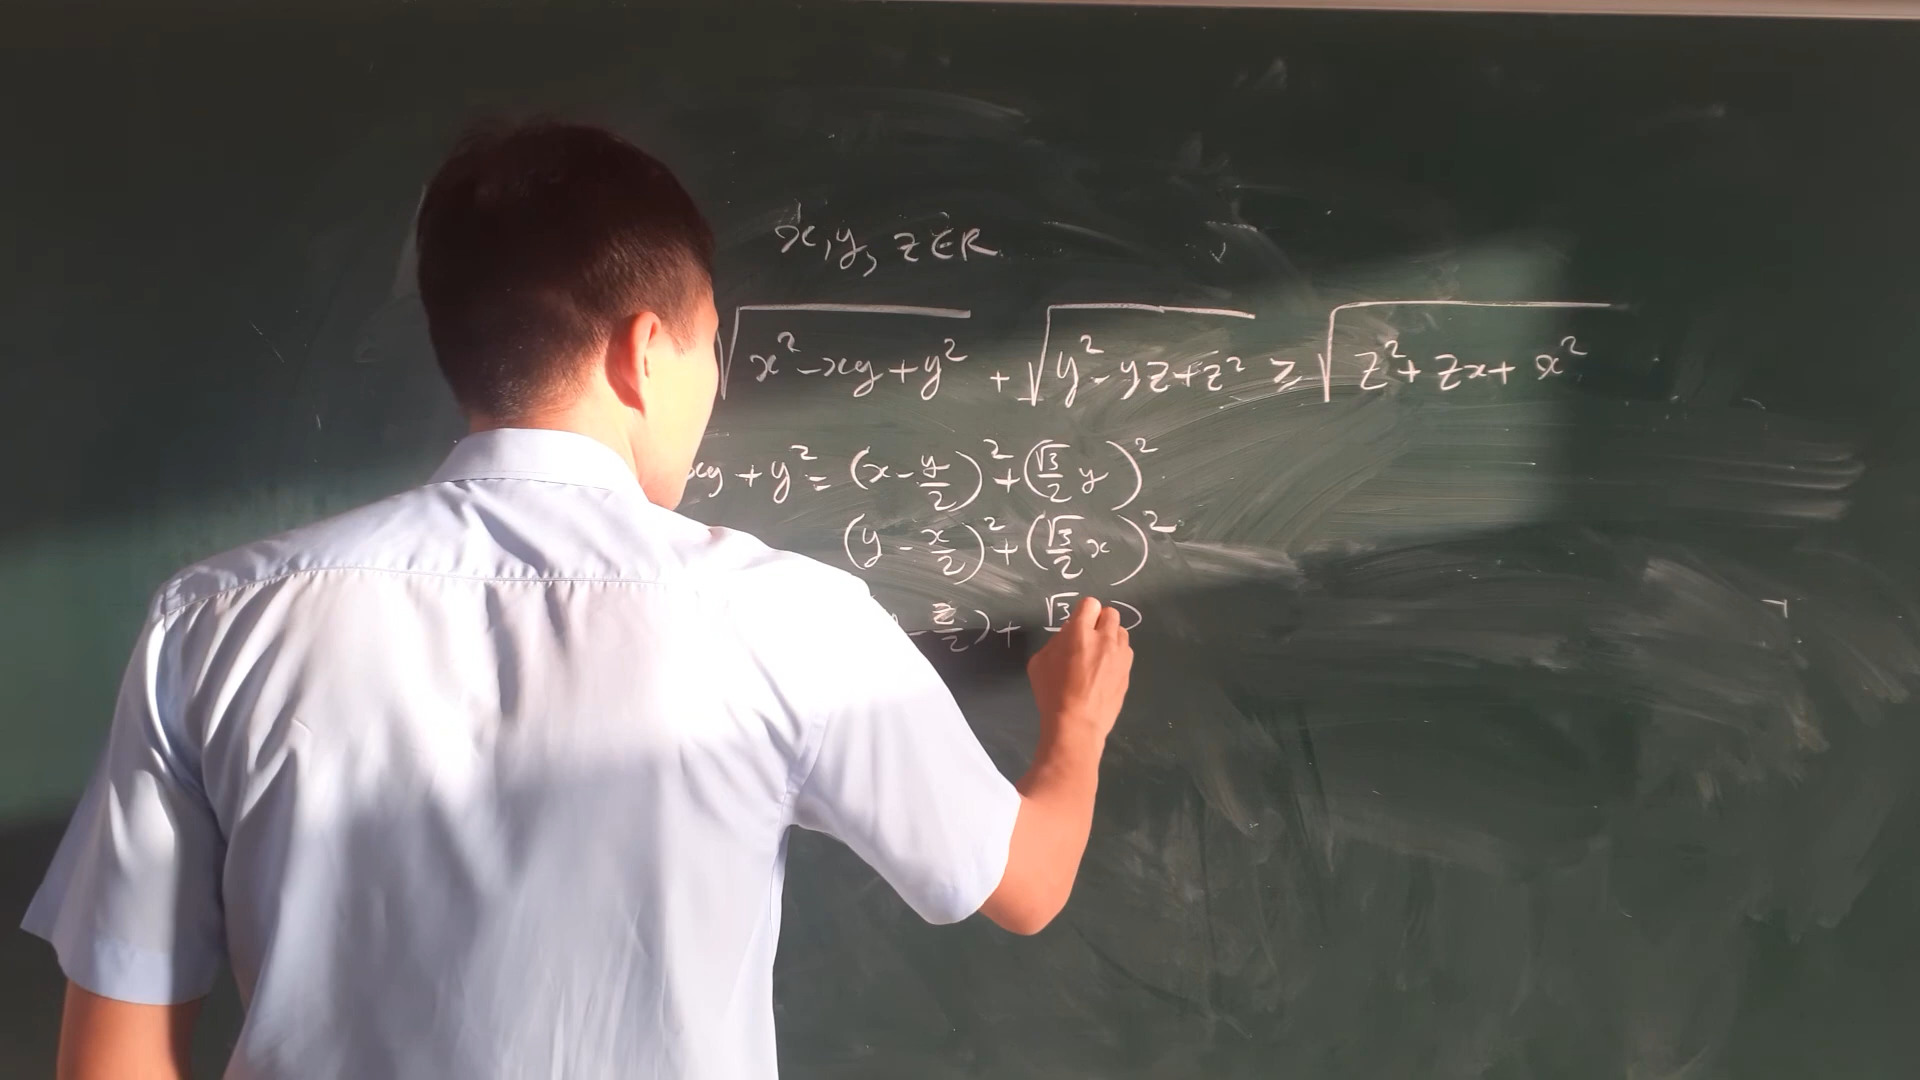 x, y, z ∈ R
√(x² - xy + y²) + √(y² - yz + z²) ≥ √(z² + zx + x²)
xy + y² = (x - y/2)² + (√3/2 y)²
(y - x/2)² + (√3/2 x)²
- z/2) + √3 )